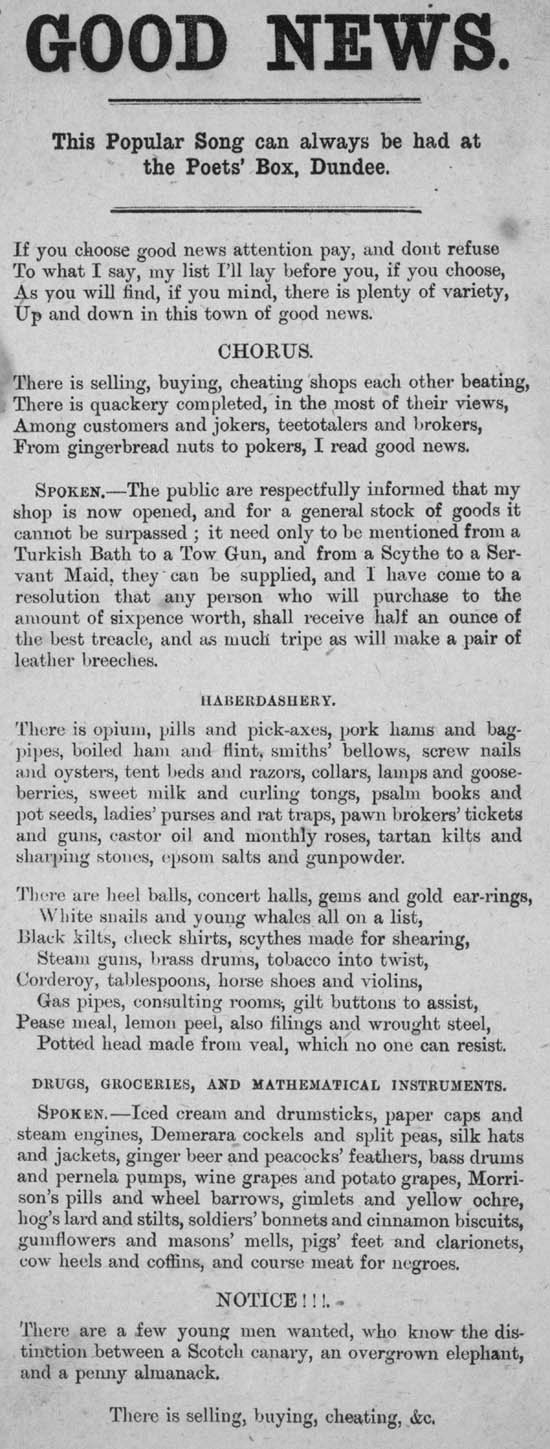 GOOD NEWS.
This Popular Song can always be had at
the Poets' Box, Dundee.
If you choose good news attention pay, and dont refuse
To what I say, my list I'll lay before you, if you choose,
As you will find, if you mind, there is plenty of variety,
Up and down in this town of good news.
CHORUS.
There is selling, buying, cheating shops each other beating,
There is quackery completed, in the most of their views,
Among customers and jokers, teetotalers and brokers,
From gingerbread nuts to pokers, I read good news.
SPOKEN.—The public are respectfully informed that my
shop is now opened, and for a general stock of goods it
cannot be surpassed ; it need only to be mentioned from a
Turkish Bath to a Tow Gun, and from a Scythe to a Ser-
vant Maid, they can be supplied, and I have come to a
resolution that any person who will purchase to the
amount of sixpence worth, shall receive half an ounce of
the best treacle, and as much tripe as will make a pair of
leather breeches.
HABERDASHERY.
There is opium, pills and pick-axes, pork hams and bag-
pipes, boiled ham and flint, smiths' bellows, screw nails
and oysters, tent beds and razors, collars, lamps and goose-
berries, sweet milk and curling tongs, psalm books and
pot seeds, ladies' purses and rat traps, pawn brokers' tickets
and guns, castor oil and monthly roses, tartan kilts and
sharping stones, epsom salts and gunpowder.
There are heel balls, concert halls, gems and gold ear-rings,
White snails and young whales all on a list,
Black kilts, check shirts, scythes made for shearing,
Steam guns, brass drums, tobacco into twist,
Corderoy, tablespoons, horse shoes and violins,
Gas pipes, consulting rooms, gilt buttons to assist,
Pease meal, lemon peel, also filings and wrought steel,
Potted head made from veal, which no one can resist.
DRUGS, GROCERIES, AND MATHEMATICAL INSTRUMENTS.
SPOKEN.—Iced cream and drumsticks, paper caps and
steam engines, Demerara cockels and split peas, silk hats
and jackets, ginger beer and peacocks' feathers, bass drums
and pernela pumps, wine grapes and potato grapes, Morri-
son's pills and wheel barrows, gimlets and yellow ochre,
hog's lard and stilts, soldiers' bonnets and cinnamon biscuits,
gumflowers and masons' mells, pigs' feet and clarionets,
cow heels and coffins, and course meat for negroes.
NOTICE ! ! !.
There are a few young men wanted, who know the dis-
tinction between a Scotch canary, an overgrown elephant,
and a penny almanack.
There is selling, buying, cheating, &c.